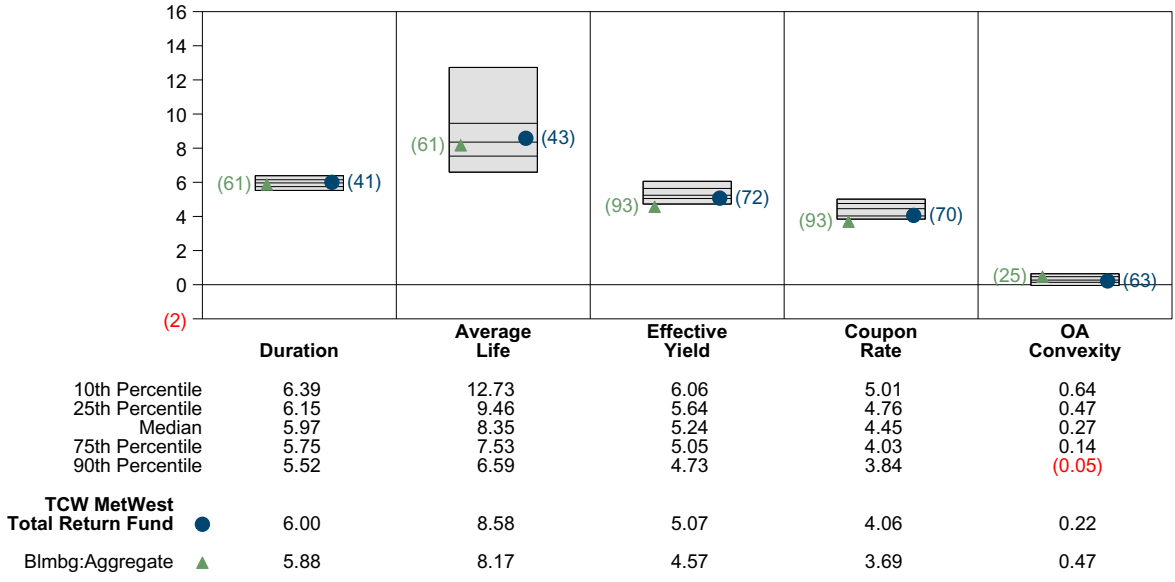 16
14
12
10
8
6
4
2
0
(2)
(61) (41)
(61) (43)
(93) (72)
(93) (70)
(25) (63)
Duration
Average
Life
Effective
Yield
Coupon
Rate
OA
Convexity
10th Percentile 6.39 12.73 6.06 5.01 0.64
25th Percentile 6.15 9.46 5.64 4.76 0.47
Median 5.97 8.35 5.24 4.45 0.27
75th Percentile 5.75 7.53 5.05 4.03 0.14
90th Percentile 5.52 6.59 4.73 3.84 (0.05)
TCW MetWest
Total Return Fund 6.00 8.58 5.07 4.06 0.22
Blmbg:Aggregate 5.88 8.17 4.57 3.69 0.47